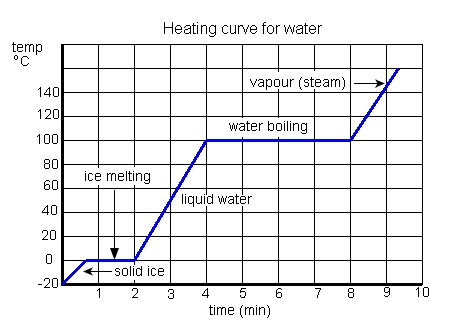 Heating curve for water
temp
°C
vapour (steam)
140
water boiling
120
100
80
ice melting
60
liquid water
40
20
0
solid ice
-20
1 2 3 4 5 6 7 8 9 10
time (min)